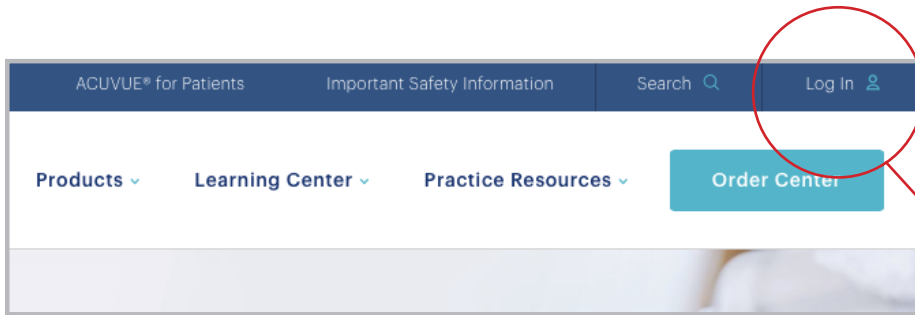 ACUVUE® for Patients Important Safety Information Search Log In
Products Learning Center Practice Resources Order Center